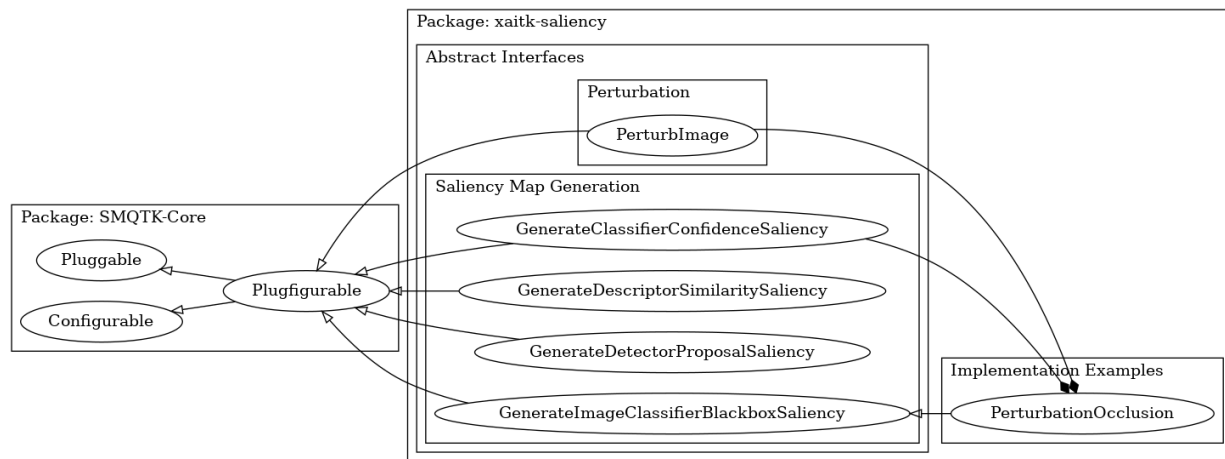 Package: xaitk-saliency
Abstract Interfaces
Perturbation
PerturbImage
Saliency Map Generation
GenerateClassifierConfidenceSaliency
GenerateDescriptorSimilaritySaliency
GenerateDetectorProposalSaliency
GenerateImageClassifierBlackboxSaliency
Package: SMQTK-Core
Pluggable
Plugfigurable
Configurable
Implementation Examples
PerturbationOcclusion